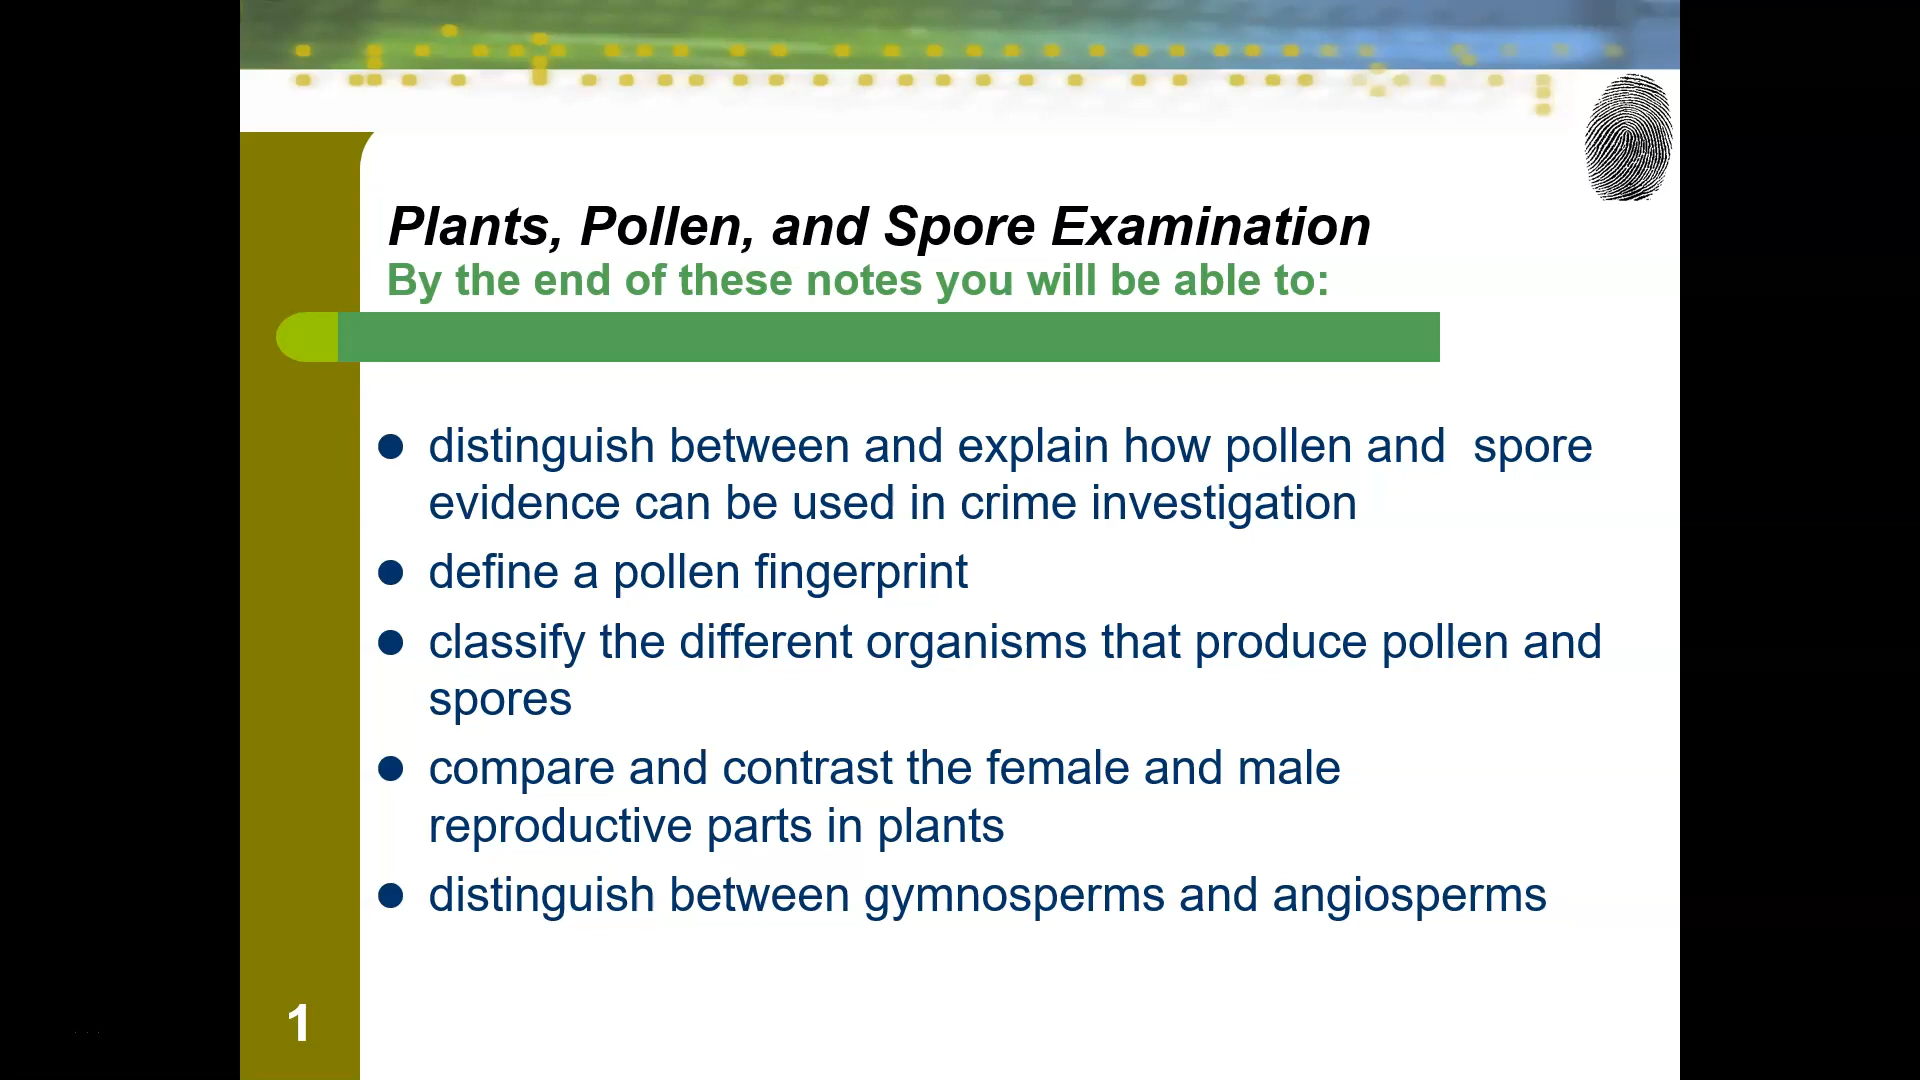 Plants, Pollen, and Spore Examination
By the end of these notes you will be able to:
● distinguish between and explain how pollen and  spore
evidence can be used in crime investigation
● define a pollen fingerprint
● classify the different organisms that produce pollen and
spores
● compare and contrast the female and male
reproductive parts in plants
● distinguish between gymnosperms and angiosperms
1